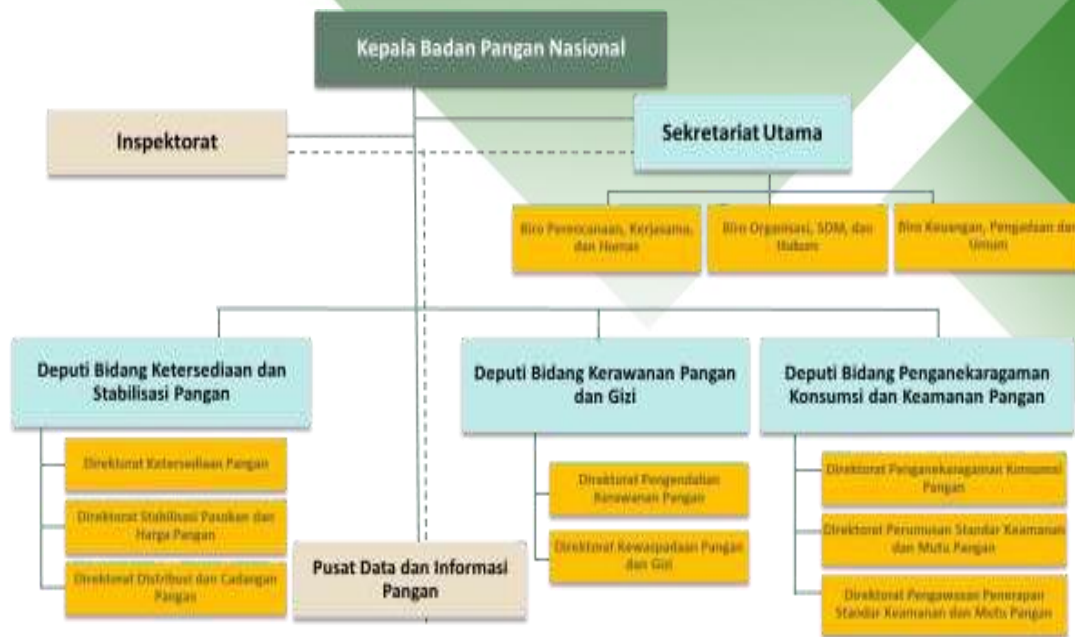 Kepala Badan Pangan Nasional
Inspektorat
Sekretariat Utama
Biro Perencanaan, Kerjasama,
dan Humas
Biro Organisasi, SDM, dan
Hukum
Biro Keuangan, Pengadaan dan
Umum
Deputi Bidang Ketersediaan dan
Stabilisasi Pangan
Direktorat Ketersediaan Pangan
Direktorat Stabilisasi Pasokan dan
Harga Pangan
Direktorat Distribusi dan Cadangan
Pangan
Pusat Data dan Informasi
Pangan
Deputi Bidang Kerawanan Pangan
dan Gizi
Direktorat Pengendalian
Kerawanan Pangan
Direktorat Kewaspadaan Pangan
dan Gizi
Deputi Bidang Penganekaragaman
Konsumsi dan Keamanan Pangan
Direktorat Penganekaragaman Konsumsi
Pangan
Direktorat Perumusan Standar Keamanan
dan Mutu Pangan
Direktorat Pengawasan Penerapan
Standar Keamanan dan Mutu Pangan